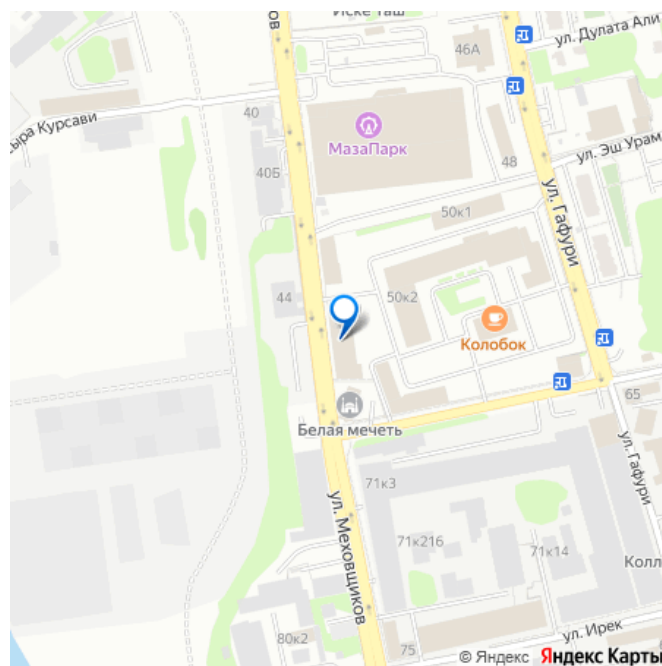 Иске Таш
ул. Дулата Али
46А
сыра Курсави
40
МазаПарк
48
ул. Эш Урам
40Б
ул. Гафури
50к1
44
50к2
Колобок
65
Белая мечеть
ул. Гафури
71к3
ул. Меховщиков
71к216
71к14
Колл
ул. Ирек
80к2
75
© Яндекс Яндекс Карты